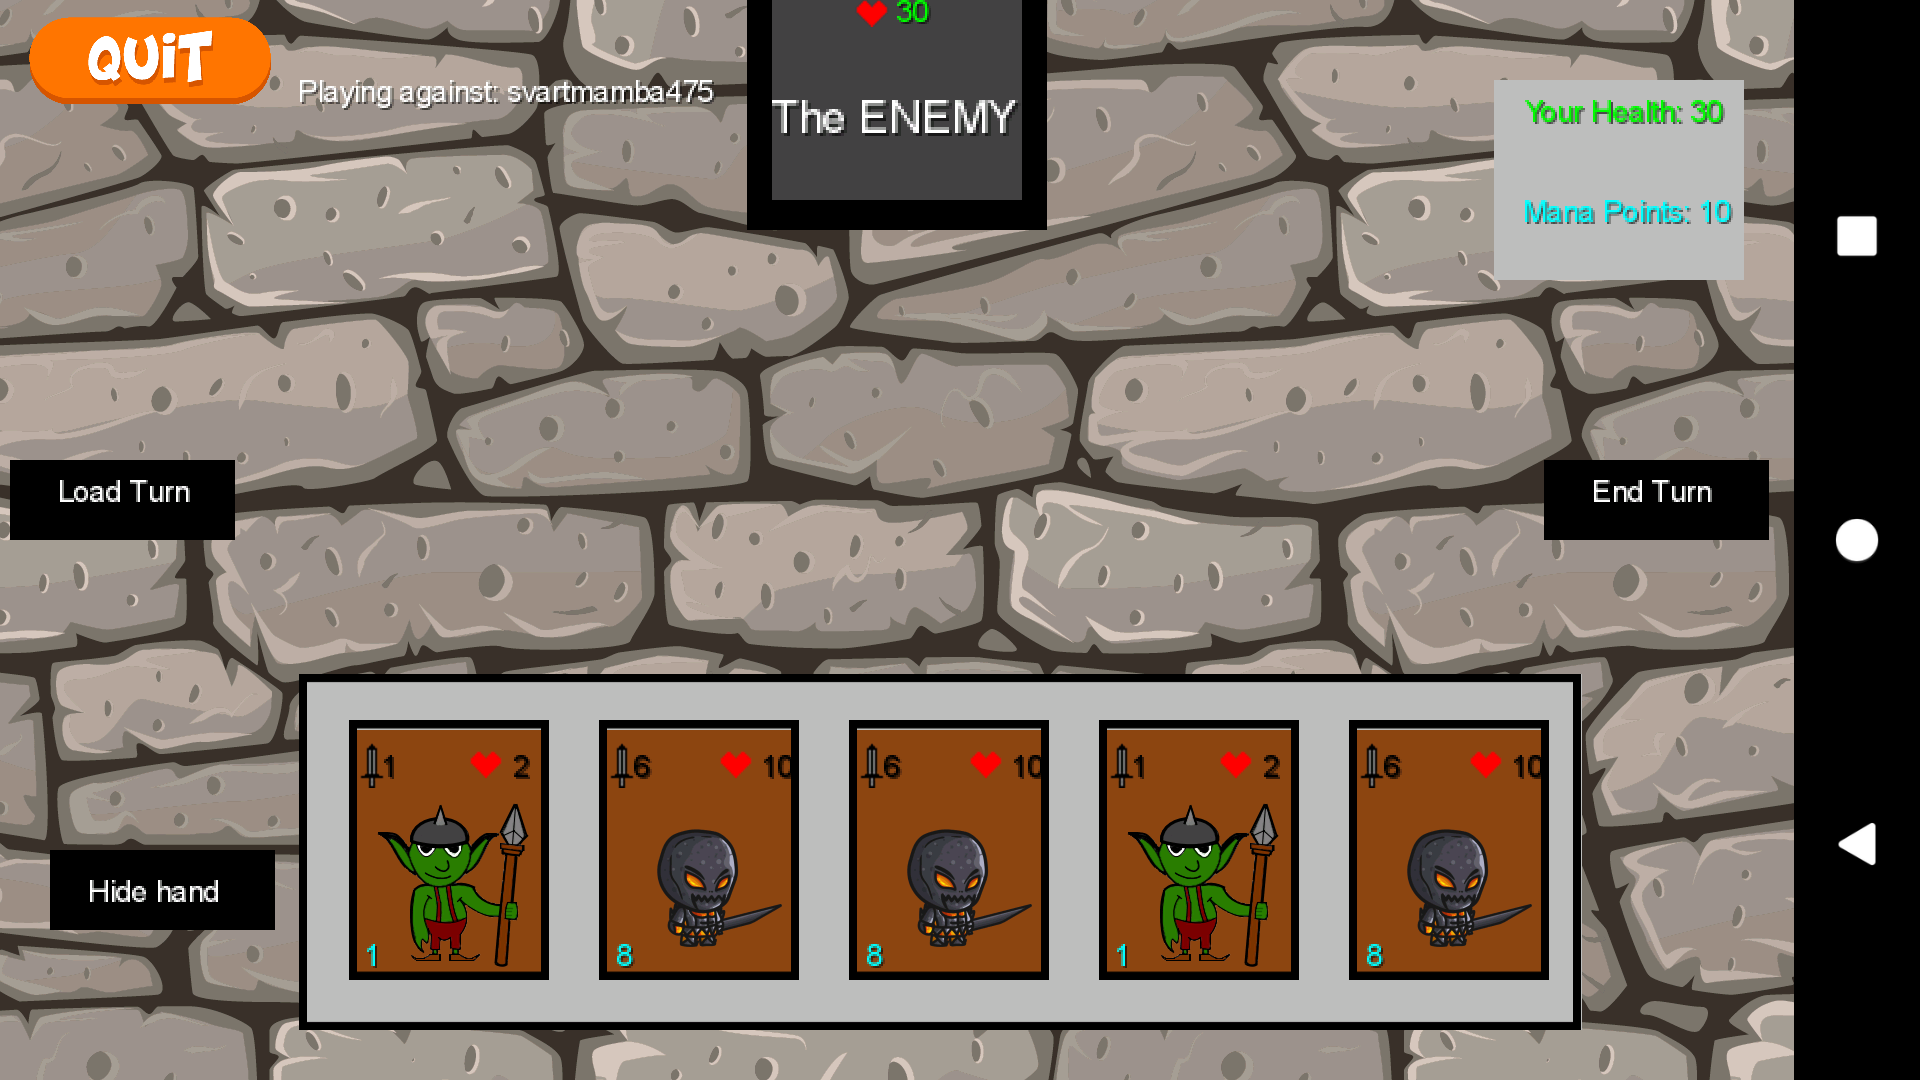 QUiT
30
Playing against: svartmamba475
The ENEMY
Your Health: 30
Mana Points: 10
Load Turn
End Turn
1 2
6 10
6 10
1 2
6 10
Hide hand
1
8
8
1
8